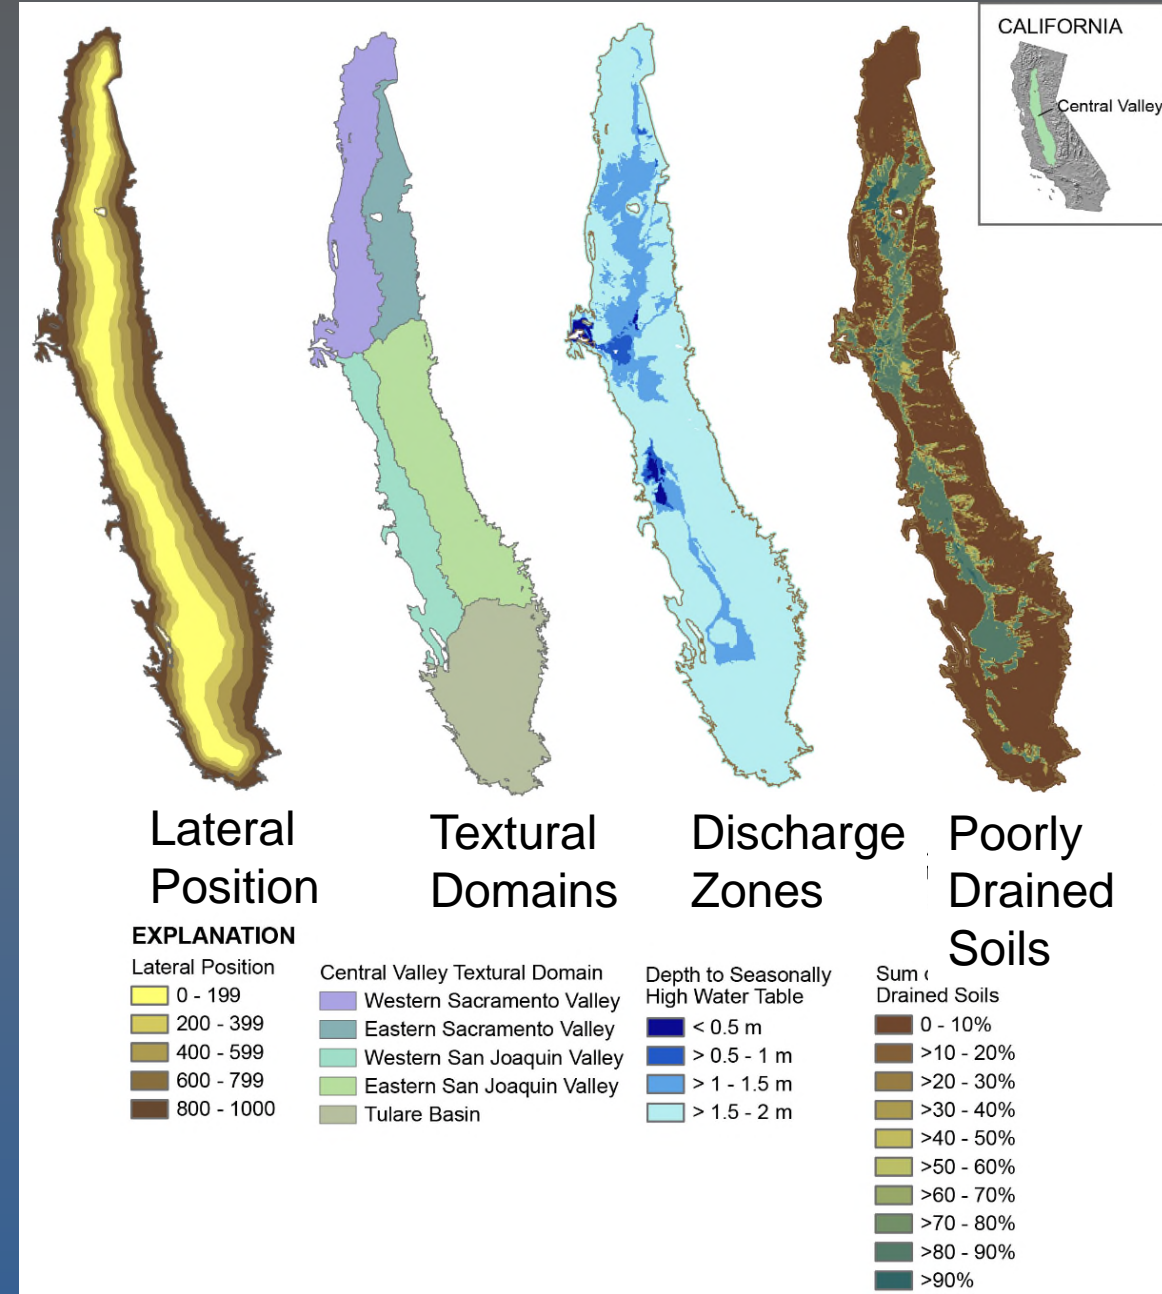 CALIFORNIA
Central Valley
Lateral
Position
Textural
Domains
Discharge
Zones
Poorly
Drained
Soils
EXPLANATION
Lateral Position
0 - 199
200 - 399
400 - 599
600 - 799
800 - 1000
Central Valley Textural Domain
Western Sacramento Valley
Eastern Sacramento Valley
Western San Joaquin Valley
Eastern San Joaquin Valley
Tulare Basin
Depth to Seasonally
High Water Table
< 0.5 m
> 0.5 - 1 m
> 1 - 1.5 m
> 1.5 - 2 m
Sum
Drained Soils
0 - 10%
>10 - 20%
>20 - 30%
>30 - 40%
>40 - 50%
>50 - 60%
>60 - 70%
>70 - 80%
>80 - 90%
>90%